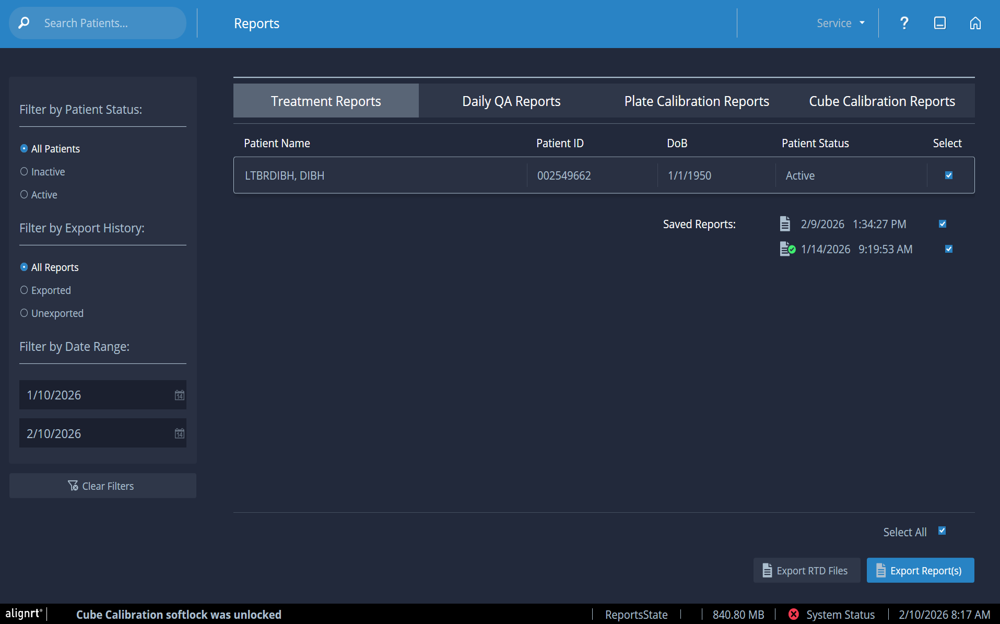 Search Patients...
Reports
Service
?
Filter by Patient Status:
All Patients
Inactive
Active
Filter by Export History:
All Reports
Exported
Unexported
Filter by Date Range:
1/10/2026
14
2/10/2026
14
Clear Filters
Treatment Reports Daily QA Reports Plate Calibration Reports Cube Calibration Reports
Patient Name Patient ID DoB Patient Status Select
LTBRDIBH, DIBH 002549662 1/1/1950 Active
Saved Reports: 2/9/2026 1:34:27 PM
1/14/2026 9:19:53 AM
Select All
Export RTD Files Export Report(s)
alignrt® Cube Calibration softlock was unlocked ReportsState 840.80 MB System Status 2/10/2026 8:17 AM